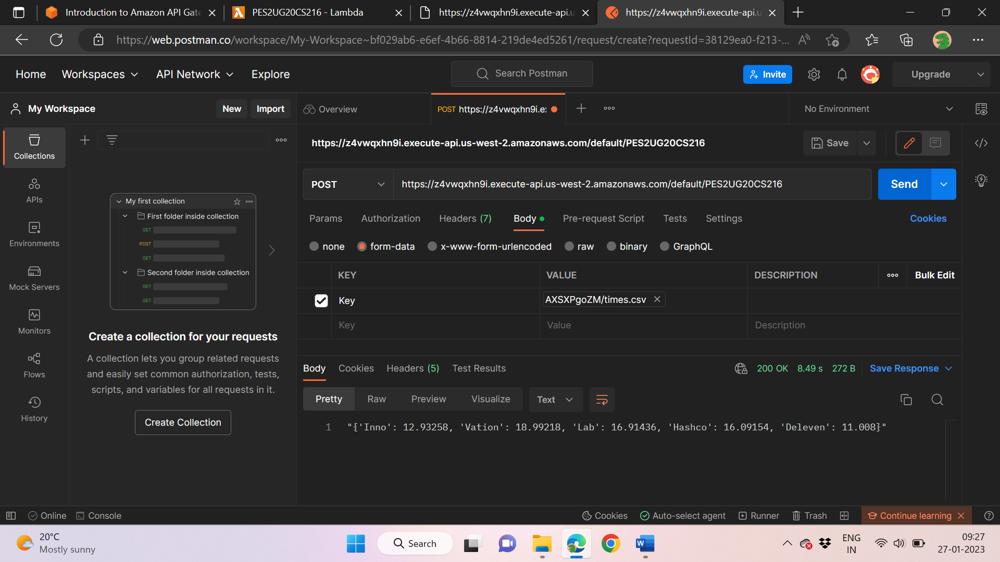 Introduction to Amazon API Gate
PES2UG20CS216 - Lambda
https://z4vwqxhn9i.execute-api.u
https://z4vwqxhn9i.execute-api.u
https://web.postman.co/workspace/My-Workspace~bf029ab6-e6ef-4b66-8814-219de4ed5261/request/create?requestId=38129ea0-f213-...
Home
Workspaces
API Network
Explore
Search Postman
Invite
Upgrade
My Workspace
New
Import
Overview
POST https://z4vwqxhn9i.ex
No Environment
Collections
APIs
Environments
Mock Servers
Monitors
Flows
History
My first collection
First folder inside collection
GET
POST
GET
Second folder inside collection
GET
GET
Create a collection for your requests
A collection lets you group related requests
and easily set common authorization, tests,
scripts, and variables for all requests in it.
Create Collection
https://z4vwqxhn9i.execute-api.us-west-2.amazonaws.com/default/PES2UG20CS216
Save
POST
https://z4vwqxhn9i.execute-api.us-west-2.amazonaws.com/default/PES2UG20CS216
Send
Params
Authorization
Headers (7)
Body
Pre-request Script
Tests
Settings
Cookies
none
form-data
x-www-form-urlencoded
raw
binary
GraphQL
KEY
VALUE
DESCRIPTION
Bulk Edit
Key
AXSXPgoZM/times.csv
Key
Value
Description
Body
Cookies
Headers (5)
Test Results
200 OK
8.49 s
272 B
Save Response
Pretty
Raw
Preview
Visualize
Text
1
"{'Inno': 12.93258, 'Vation': 18.99218, 'Lab': 16.91436, 'Hashco': 16.09154, 'Deleven': 11.008}"
Online
Console
Cookies
Auto-select agent
Runner
Trash
Continue learning
20°C
Mostly sunny
Search
ENG
IN
09:27
27-01-2023